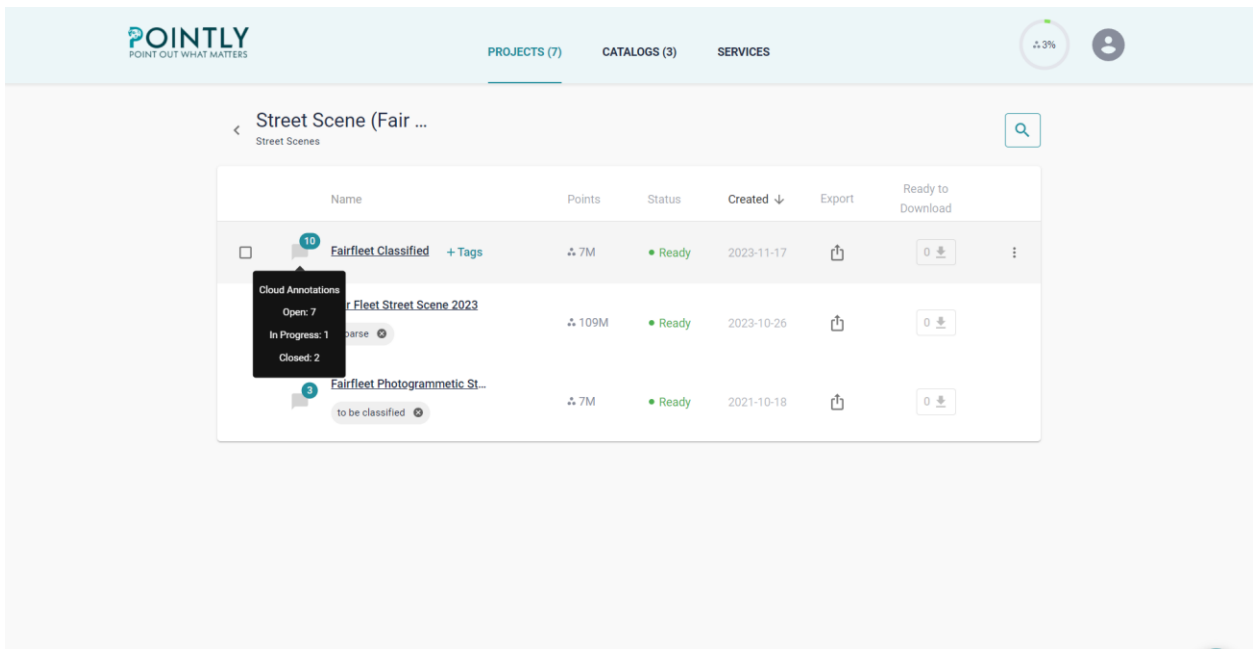 POINTLY
POINT OUT WHAT MATTERS
PROJECTS (7)
CATALOGS (3)
SERVICES
3%
Street Scene (Fair ...
Street Scenes
Name
Points
Status
Created
Export
Ready to
Download
10
Fairfleet Classified
+ Tags
7M
Ready
2023-11-17
0
Cloud Annotations
Open: 7
In Progress: 1
Closed: 2
Fleet Street Scene 2023
109M
Ready
2023-10-26
0
3
Fairfleet Photogrammetic St...
to be classified
7M
Ready
2021-10-18
0